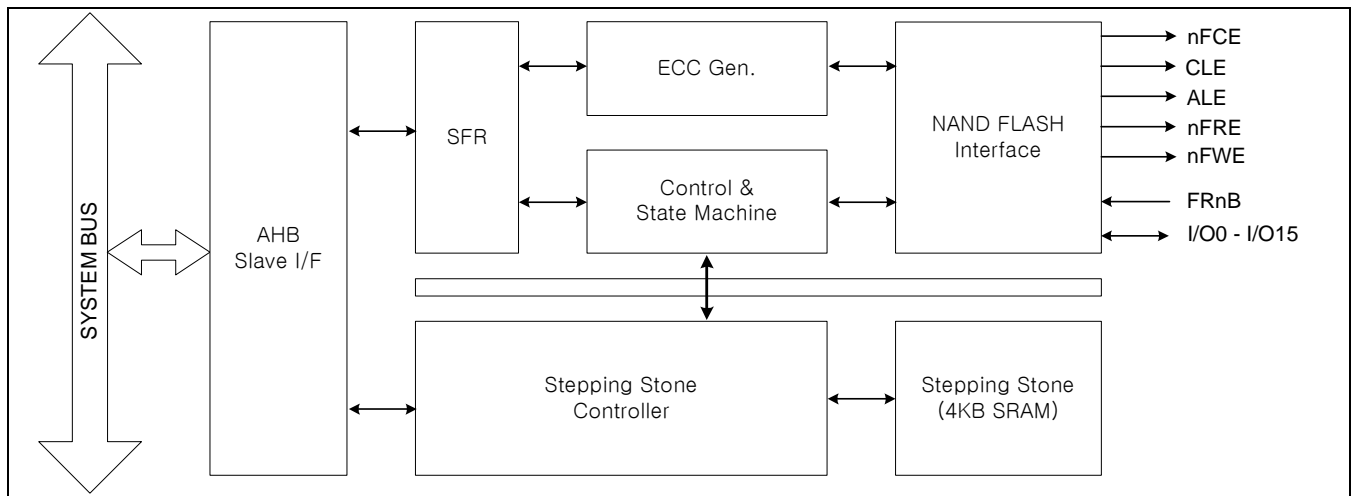 SYSTEM BUS
AHB
Slave I/F
SFR
ECC Gen.
Control &
State Machine
NAND FLASH
Interface
nFCE
CLE
ALE
nFRE
nFWE
FRnB
I/O0 - I/O15
Stepping Stone
Controller
Stepping Stone
(4KB SRAM)